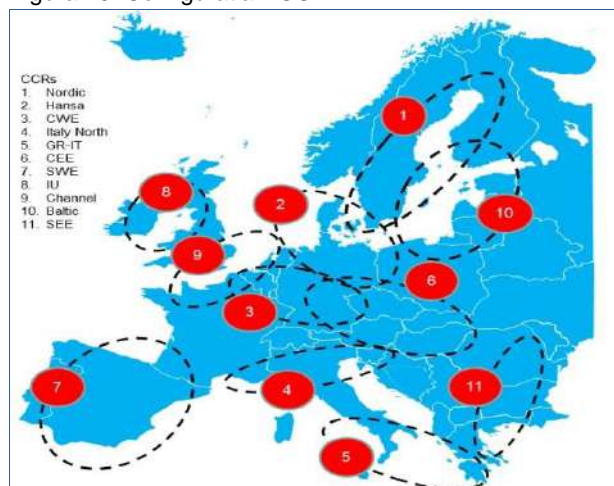 CCRs
1. Nordic
2. Hansa
3. CWE
4. Italy North
5. GR-IT
6. CEE
7. SWE
8. IU
9. Channel
10. Baltic
11. SEE
1
8
2
10
9
6
3
7
4
11
5